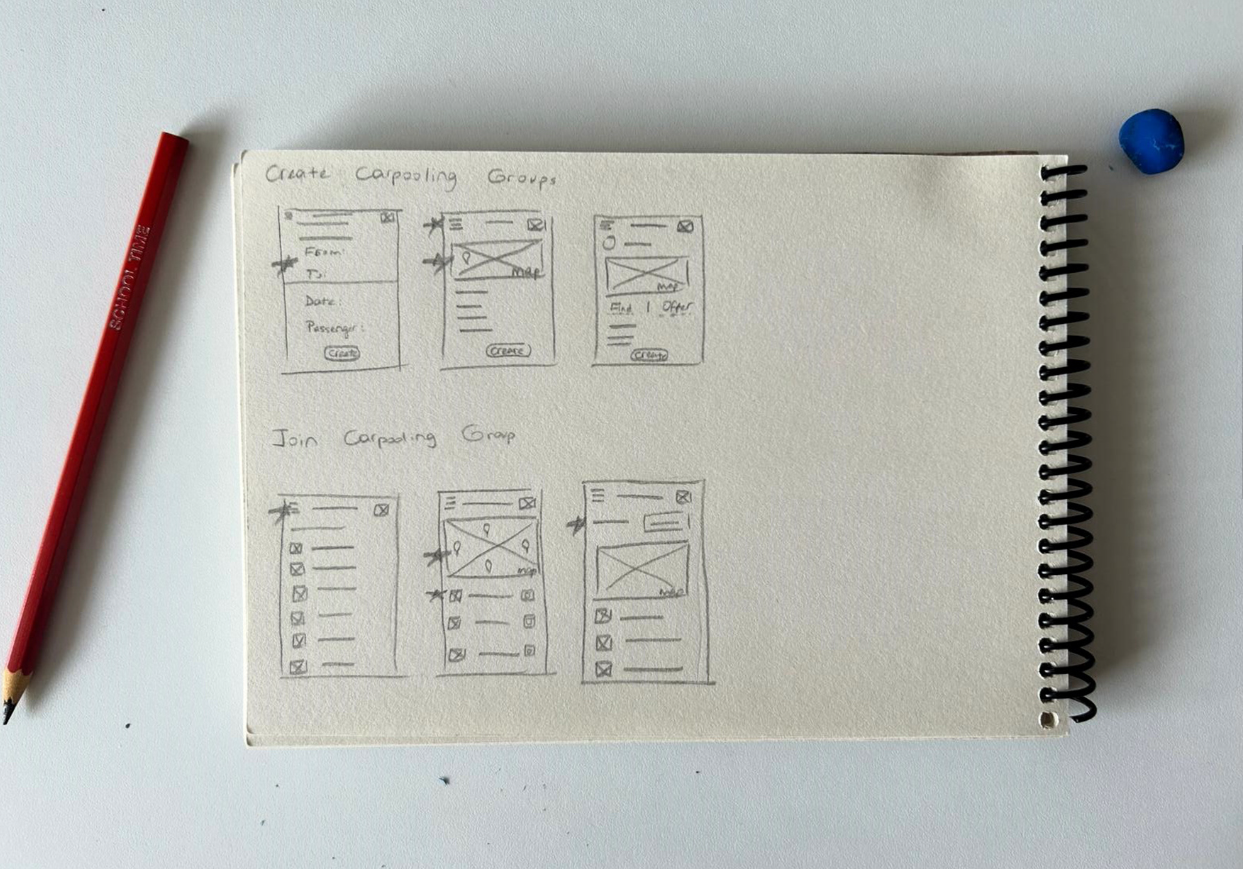 Create Carpooling Groups
From:
To:
Date:
Passenger:
Create
map
Create
map
Find | Offer
Create
Join Carpooling Group
map
map
SCHOOL TIME